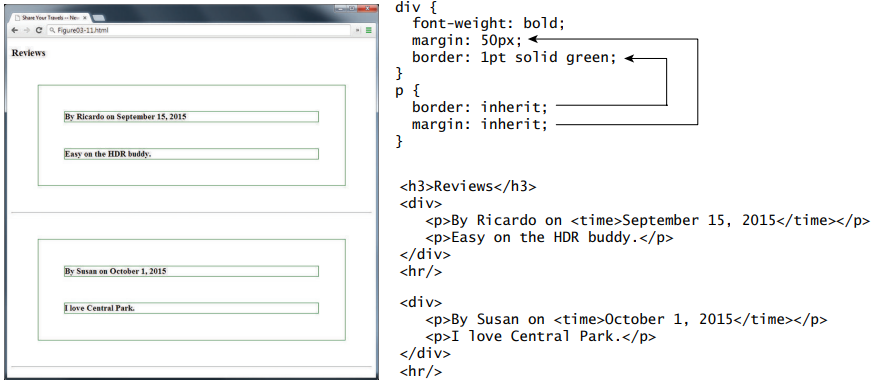 Share Your Travels -- New
Figure03-11.html
Reviews
By Ricardo on September 15, 2015
Easy on the HDR buddy.
By Susan on October 1, 2015
I love Central Park.
div {
font-weight: bold;
margin: 50px;
border: 1pt solid green;
}
p {
border: inherit;
margin: inherit;
}
<h3>Reviews</h3>
<div>
<p>By Ricardo on <time>September 15, 2015</time></p>
<p>Easy on the HDR buddy.</p>
</div>
<hr/>
<div>
<p>By Susan on <time>October 1, 2015</time></p>
<p>I love Central Park.</p>
</div>
<hr/>